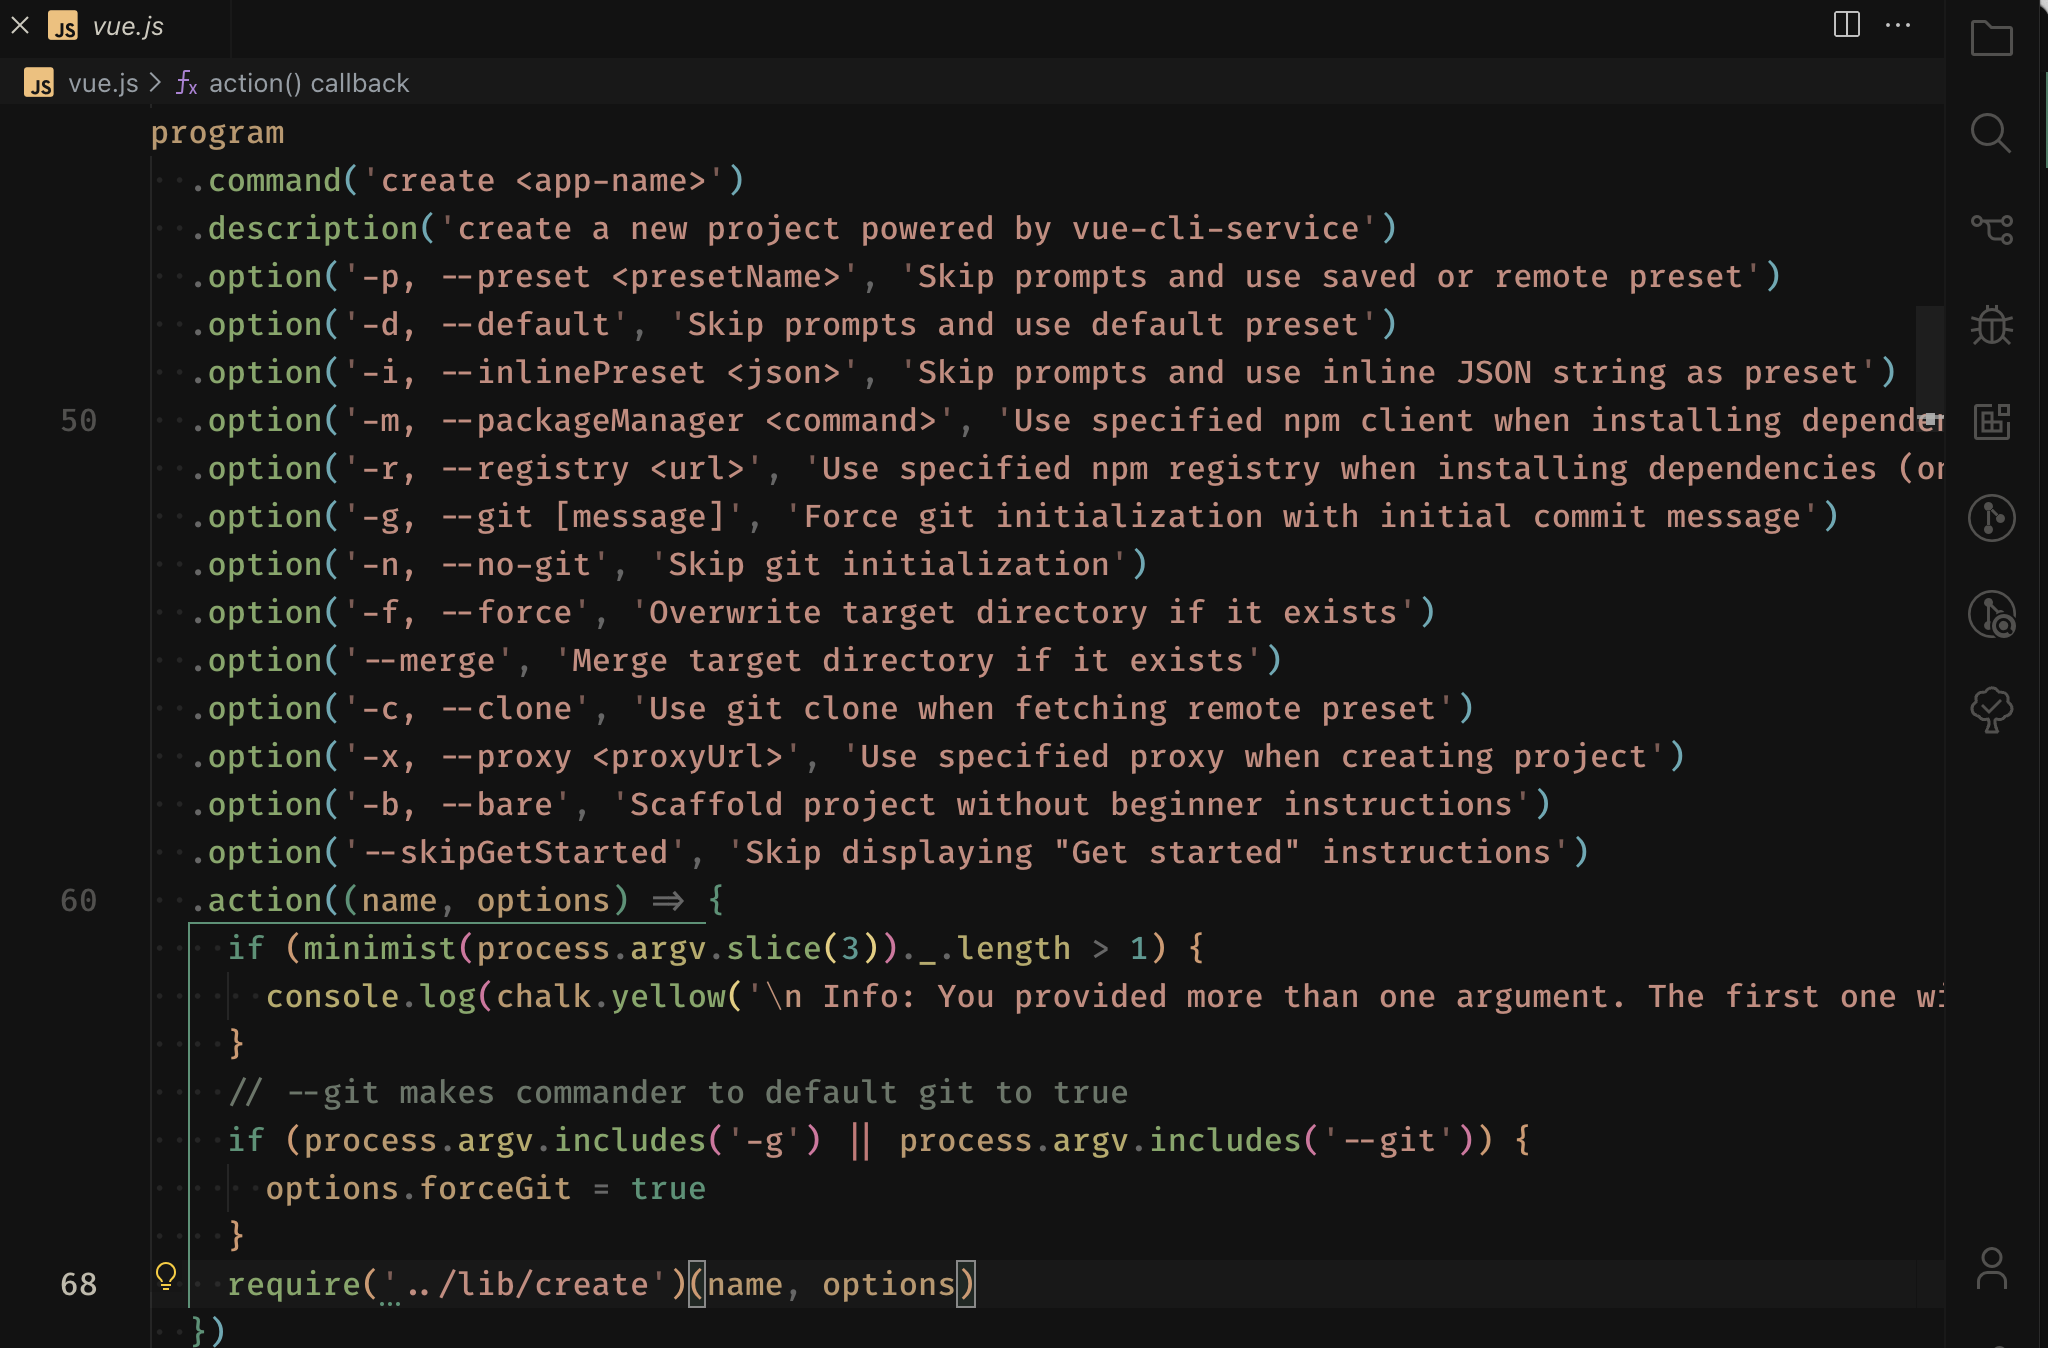 JS vue.js
JS vue.js > fx action() callback
program
.command('create <app-name>')
.description('create a new project powered by vue-cli-service')
.option('-p, --preset <presetName>', 'Skip prompts and use saved or remote preset')
.option('-d, --default', 'Skip prompts and use default preset')
.option('-i, --inlinePreset <json>', 'Skip prompts and use inline JSON string as preset')
50 .option('-m, --packageManager <command>', 'Use specified npm client when installing
.option('-r, --registry <url>', 'Use specified npm registry when installing dependencies
.option('-g, --git [message]', 'Force git initialization with initial commit message')
.option('-n, --no-git', 'Skip git initialization')
.option('-f, --force', 'Overwrite target directory if it exists')
.option('--merge', 'Merge target directory if it exists')
.option('-c, --clone', 'Use git clone when fetching remote preset')
.option('-x, --proxy <proxyUrl>', 'Use specified proxy when creating project')
.option('-b, --bare', 'Scaffold project without beginner instructions')
.option('--skipGetStarted', 'Skip displaying "Get started" instructions')
60 .action((name, options) => {
if (minimist(process.argv.slice(3))._.length > 1) {
console.log(chalk.yellow('\n Info: You provided more than one argument. The first one
}
// --git makes commander to default git to true
if (process.argv.includes('-g') || process.argv.includes('--git')) {
options.forceGit = true
}
68 require('../lib/create')(name, options)
})